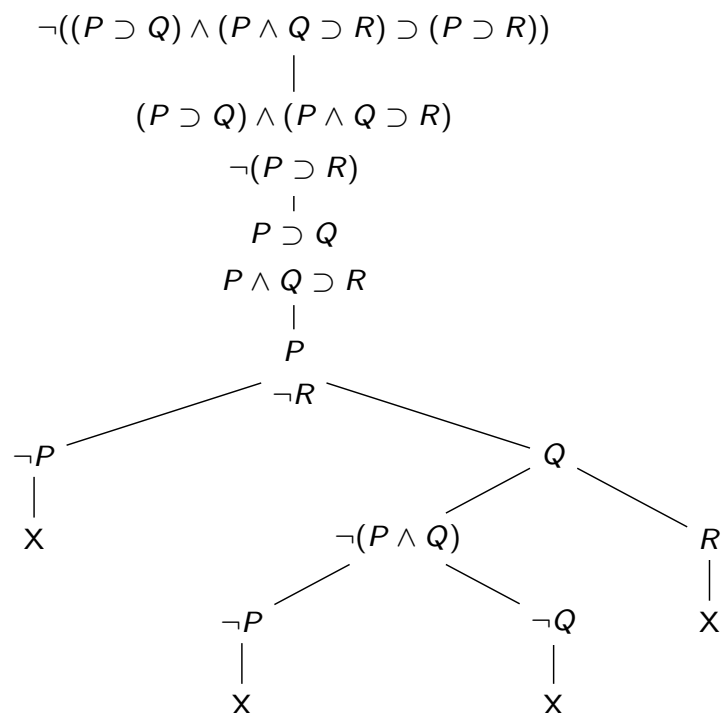 ¬((P ⊃ Q) ∧ (P ∧ Q ⊃ R) ⊃ (P ⊃ R))
(P ⊃ Q) ∧ (P ∧ Q ⊃ R)
¬(P ⊃ R)
P ⊃ Q
P ∧ Q ⊃ R
P
¬R
¬P Q
X ¬(P ∧ Q) R
¬P ¬Q X
X X